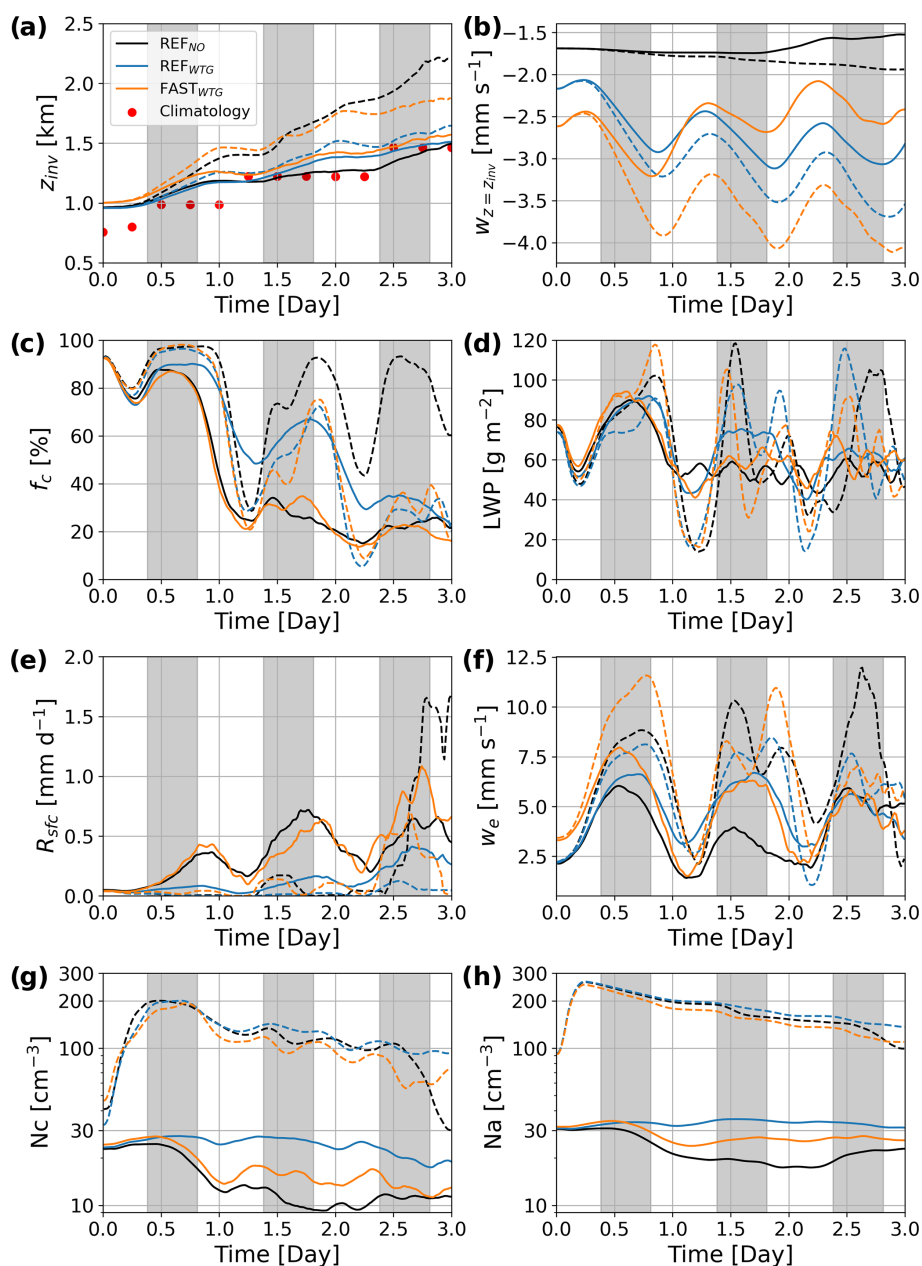 (a)
2.5
2.0
1.5
1.0
0.5
z_inv [km]
REF_NO
REF_WTG
FAST_WTG
Climatology
0.0 0.5 1.0 1.5 2.0 2.5 3.0
Time [Day]
(b)
−1.5
−2.0
−2.5
−3.0
−3.5
−4.0
w_{z=z_inv} [mm s⁻¹]
0.0 0.5 1.0 1.5 2.0 2.5 3.0
Time [Day]
(c)
100
80
60
40
20
0
f_c [%]
0.0 0.5 1.0 1.5 2.0 2.5 3.0
Time [Day]
(d)
120
100
80
60
40
20
0
LWP [g m⁻²]
0.0 0.5 1.0 1.5 2.0 2.5 3.0
Time [Day]
(e)
2.0
1.5
1.0
0.5
0.0
R_sfc [mm d⁻¹]
0.0 0.5 1.0 1.5 2.0 2.5 3.0
Time [Day]
(f)
12.5
10.0
7.5
5.0
2.5
w_e [mm s⁻¹]
0.0 0.5 1.0 1.5 2.0 2.5 3.0
Time [Day]
(g)
300
200
100
30
10
Nc [cm⁻³]
0.0 0.5 1.0 1.5 2.0 2.5 3.0
Time [Day]
(h)
300
200
100
30
10
Na [cm⁻³]
0.0 0.5 1.0 1.5 2.0 2.5 3.0
Time [Day]